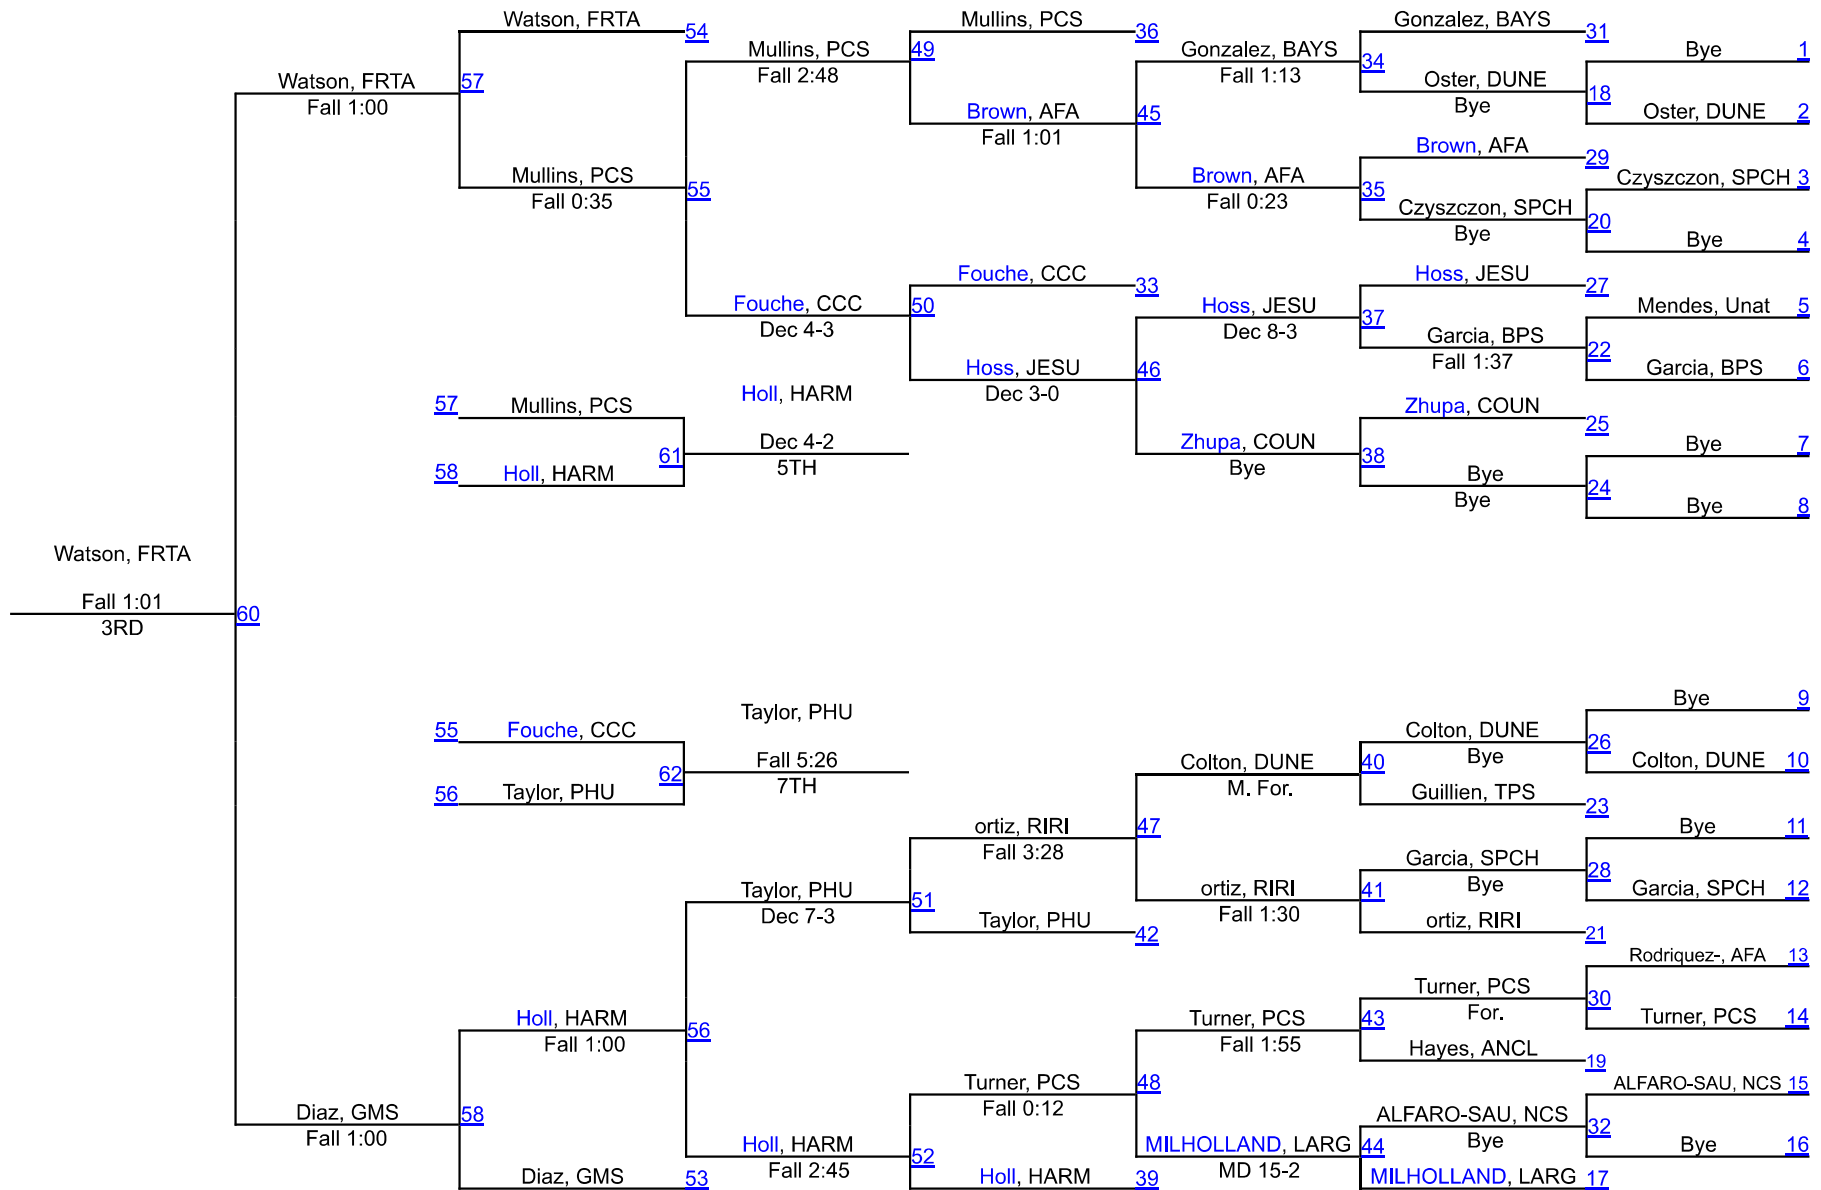 Watson, FRTA
54
Mullins, PCS
36
Gonzalez, BAYS
31
Mullins, PCS
49
Gonzalez, BAYS
Bye
1
Watson, FRTA
57
Fall 2:48
Fall 1:13
34
Oster, DUNE
18
Fall 1:00
Bye
Brown, AFA
45
Oster, DUNE
2
Fall 1:01
Brown, AFA
29
Mullins, PCS
55
Brown, AFA
35
Czyszczon, SPCH
3
Fall 0:35
Fall 0:23
Czyszczon, SPCH
20
Bye
Bye
4
Fouche, CCC
33
Hoss, JESU
27
Fouche, CCC
50
Hoss, JESU
37
Mendes, Unat
5
Dec 4-3
Dec 8-3
Garcia, BPS
22
Fall 1:37
Hoss, JESU
46
Garcia, BPS
6
Holl, HARM
Dec 3-0
57
Mullins, PCS
Zhupa, COUN
25
Dec 4-2
61
Zhupa, COUN
38
Bye
7
5TH
Bye
58
Holl, HARM
Bye
24
Bye
Bye
8
Watson, FRTA
Fall 1:01
60
3RD
Bye
9
Taylor, PHU
55
Fouche, CCC
Colton, DUNE
26
Fall 5:26
62
Colton, DUNE
40
Bye
Colton, DUNE
10
7TH
M. For.
56
Taylor, PHU
Guillien, TPS
23
ortiz, RIRI
47
Bye
11
Fall 3:28
Garcia, SPCH
28
Taylor, PHU
51
ortiz, RIRI
41
Bye
Garcia, SPCH
12
Dec 7-3
Fall 1:30
Taylor, PHU
42
ortiz, RIRI
21
Rodriquez-, AFA
13
Turner, PCS
30
Holl, HARM
56
Turner, PCS
43
For.
Turner, PCS
14
Fall 1:00
Fall 1:55
Hayes, ANCL
19
Turner, PCS
48
ALFARO-SAU, NCS
15
Diaz, GMS
58
Fall 0:12
ALFARO-SAU, NCS
32
Fall 1:00
Holl, HARM
52
MILHOLLAND, LARG
44
Bye
Bye
16
Fall 2:45
MD 15-2
Diaz, GMS
53
Holl, HARM
39
MILHOLLAND, LARG
17